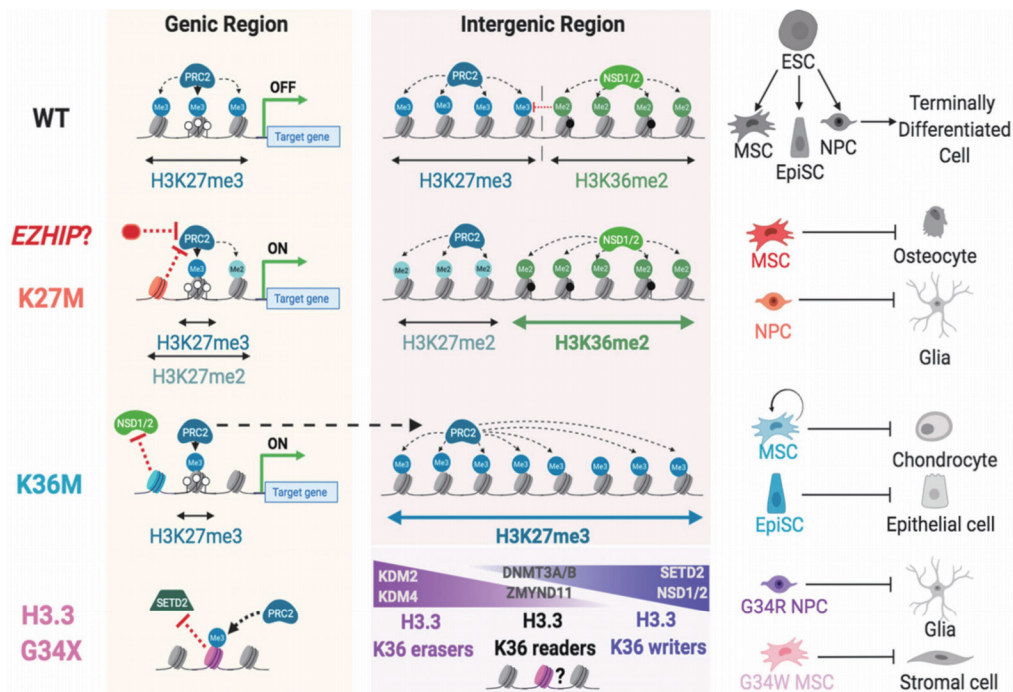 Genic Region
Intergenic Region
WT
PRC2
OFF
Me3
Me3
Me3
Target gene
H3K27me3
PRC2
NSD1/2
Me3
Me3
Me3
Me3
Me2
Me2
Me2
Me2
H3K27me3
H3K36me2
ESC
MSC
EpiSC
NPC
Terminally
Differentiated
Cell
EZHIP?
K27M
PRC2
ON
Me3
Me2
Target gene
H3K27me3
H3K27me2
PRC2
NSD1/2
Me2
Me2
Me2
Me2
Me2
Me2
Me2
Me2
H3K27me2
H3K36me2
MSC
Osteocyte
NPC
Glia
K36M
NSD1/2
PRC2
ON
Me3
Target gene
H3K27me3
PRC2
Me3
Me3
Me3
Me3
Me3
Me3
Me3
Me3
H3K27me3
MSC
Chondrocyte
EpiSC
Epithelial cell
H3.3
G34X
SETD2
PRC2
Me3
KDM2
KDM4
DNMT3A/B
ZMYND11
SETD2
NSD1/2
H3.3
K36 erasers
H3.3
K36 readers
H3.3
K36 writers
?
G34R NPC
Glia
G34W MSC
Stromal cell